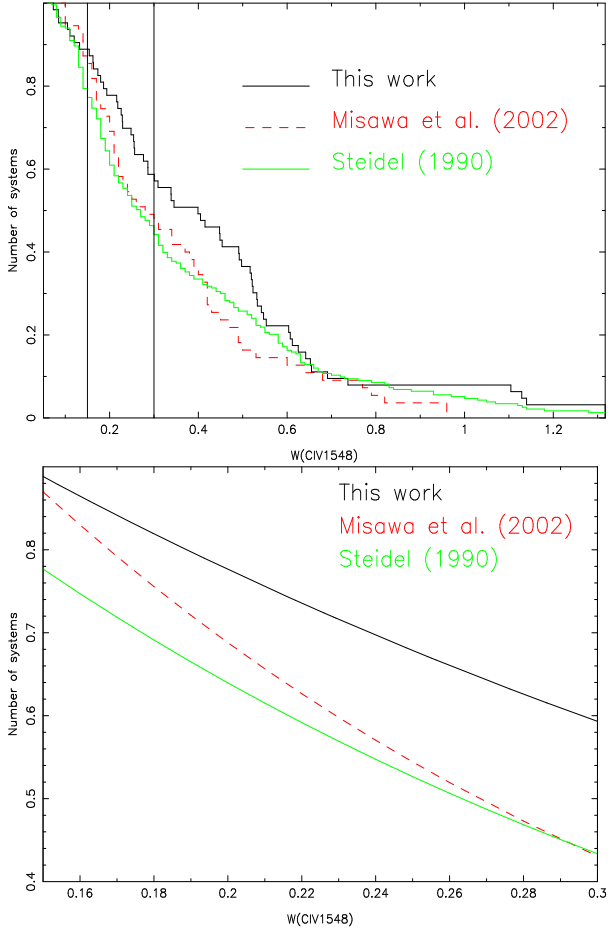 This work
Misawa et al. (2002)
Steidel (1990)
Number of systems
0.8
0.6
0.4
0.2
0
0.2
0.4
0.6
0.8
1
1.2
W(CIV1548)
This work
Misawa et al. (2002)
Steidel (1990)
Number of systems
0.8
0.7
0.6
0.5
0.4
0.16
0.18
0.2
0.22
0.24
0.26
0.28
0.3
W(CIV1548)